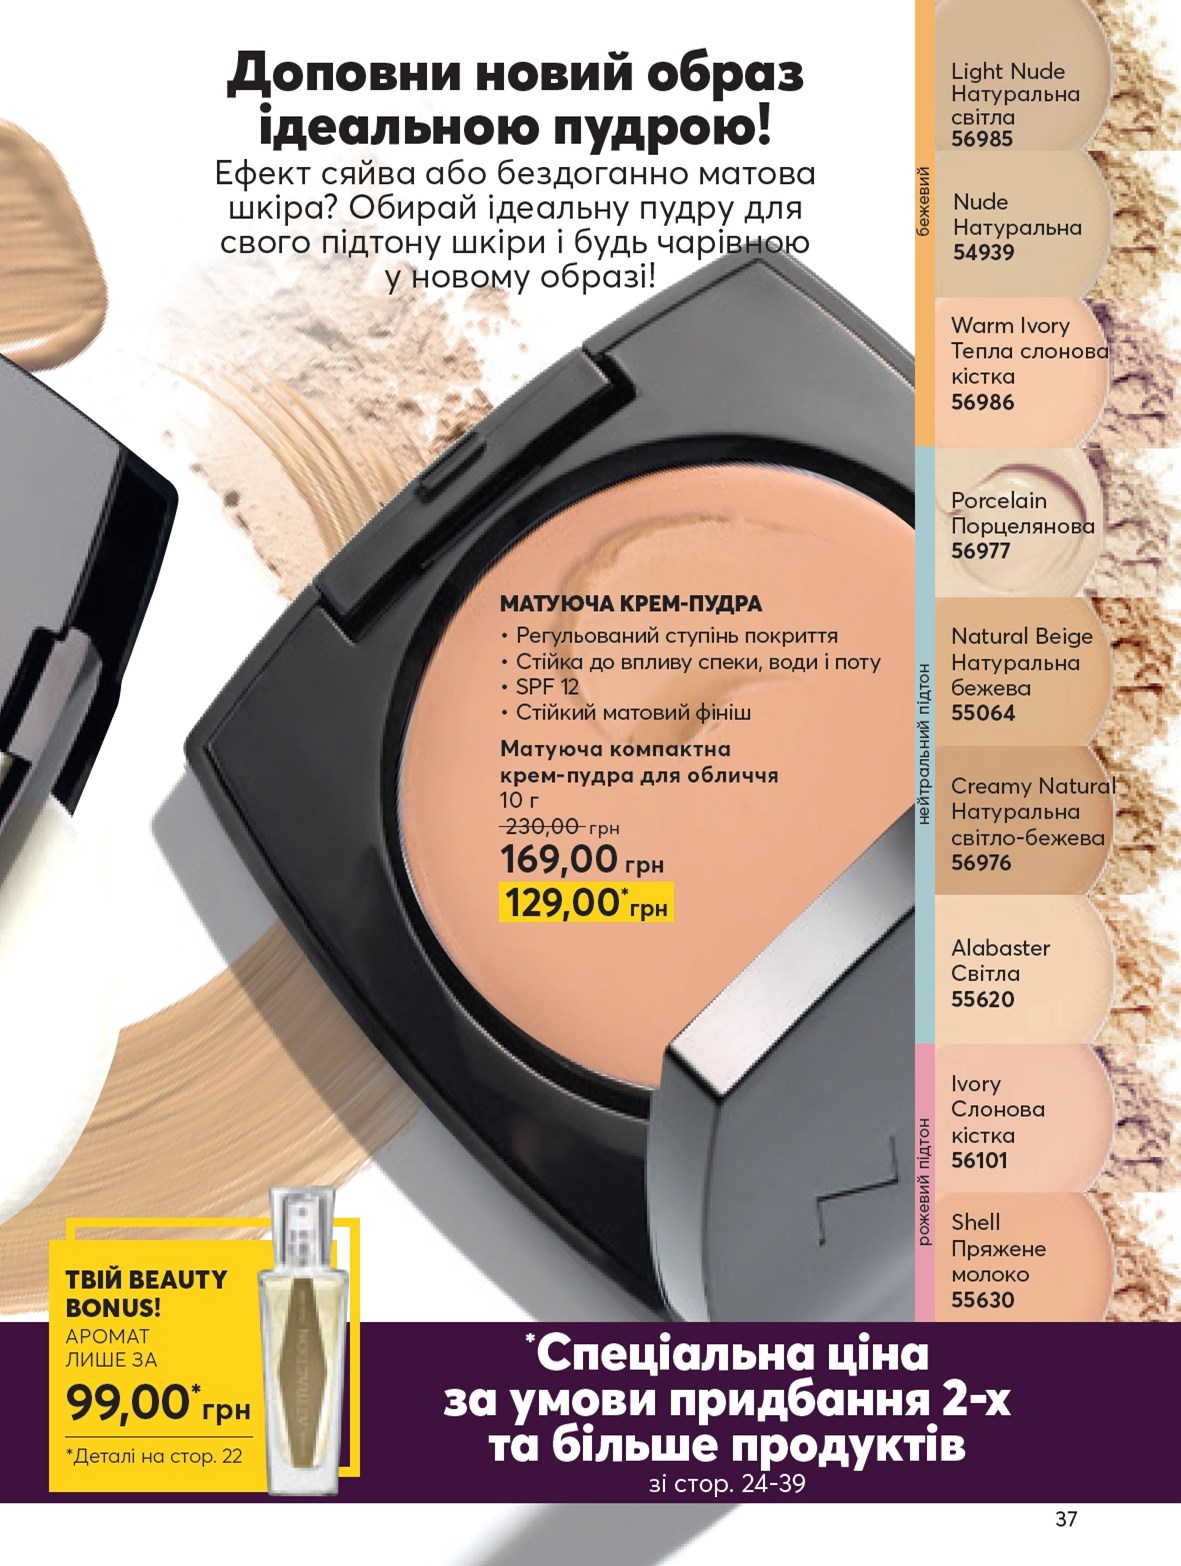 Доповни новий образ
ідеальною пудрою!
Ефект сяйва або бездоганно матова
шкіра? Обирай ідеальну пудру для
свого підтону шкіри і будь чарівною
у новому образі!
МАТУЮЧА КРЕМ-ПУДРА
• Регульований ступінь покриття
• Стійка до впливу спеки, води і поту
• SPF 12
• Стійкий матовий фініш
Матуюча компактна
крем-пудра для обличчя
10 г
230,00 грн
169,00 грн
129,00* грн
бежевий
Light Nude
Натуральна
світла
56985
Nude
Натуральна
54939
Warm Ivory
Тепла слонова
кістка
56986
нейтральний підтон
Porcelain
Порцелянова
56977
Natural Beige
Натуральна
бежева
55064
Creamy Natural
Натуральна
світло-бежева
56976
Alabaster
Світла
55620
рожевий підтон
Ivory
Слонова
кістка
56101
Shell
Пряжене
молоко
55630
ТВІЙ BEAUTY
BONUS!
АРОМАТ
ЛИШЕ ЗА
99,00* грн
*Деталі на стор. 22
ATTRACTION
*Спеціальна ціна
за умови придбання 2-х
та більше продуктів
зі стор. 24-39
37